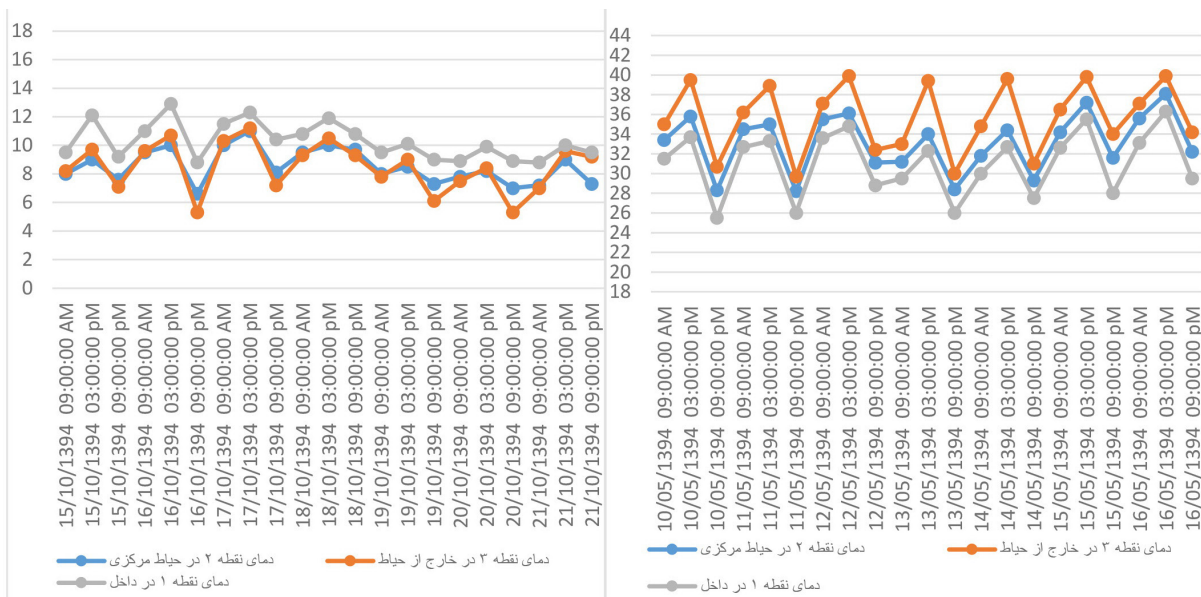 18
16
14
12
10
8
6
4
2
0
15/10/1394 09:00:00 AM
15/10/1394 03:00:00 pM
15/10/1394 09:00:00 pM
16/10/1394 09:00:00 AM
16/10/1394 03:00:00 pM
16/10/1394 09:00:00 pM
17/10/1394 09:00:00 AM
17/10/1394 03:00:00 pM
17/10/1394 09:00:00 pM
18/10/1394 09:00:00 AM
18/10/1394 03:00:00 pM
18/10/1394 09:00:00 pM
19/10/1394 09:00:00 AM
19/10/1394 03:00:00 pM
19/10/1394 09:00:00 pM
20/10/1394 09:00:00 AM
20/10/1394 03:00:00 pM
20/10/1394 09:00:00 pM
21/10/1394 09:00:00 AM
21/10/1394 03:00:00 pM
21/10/1394 09:00:00 pM
دمای نقطه ۲ در حیاط مرکزی
دمای نقطه ۳ در خارج از حیاط
دمای نقطه ۱ در داخل
44
42
40
38
36
34
32
30
28
26
24
22
20
18
10/05/1394 09:00:00 AM
10/05/1394 03:00:00 pM
10/05/1394 09:00:00 pM
11/05/1394 09:00:00 AM
11/05/1394 03:00:00 pM
11/05/1394 09:00:00 pM
12/05/1394 09:00:00 AM
12/05/1394 03:00:00 pM
12/05/1394 09:00:00 pM
13/05/1394 09:00:00 AM
13/05/1394 03:00:00 pM
13/05/1394 09:00:00 pM
14/05/1394 09:00:00 AM
14/05/1394 03:00:00 pM
14/05/1394 09:00:00 pM
15/05/1394 09:00:00 AM
15/05/1394 03:00:00 pM
15/05/1394 09:00:00 pM
16/05/1394 09:00:00 AM
16/05/1394 03:00:00 pM
16/05/1394 09:00:00 pM
دمای نقطه ۲ در حیاط مرکزی
دمای نقطه ۳ در خارج از حیاط
دمای نقطه ۱ در داخل